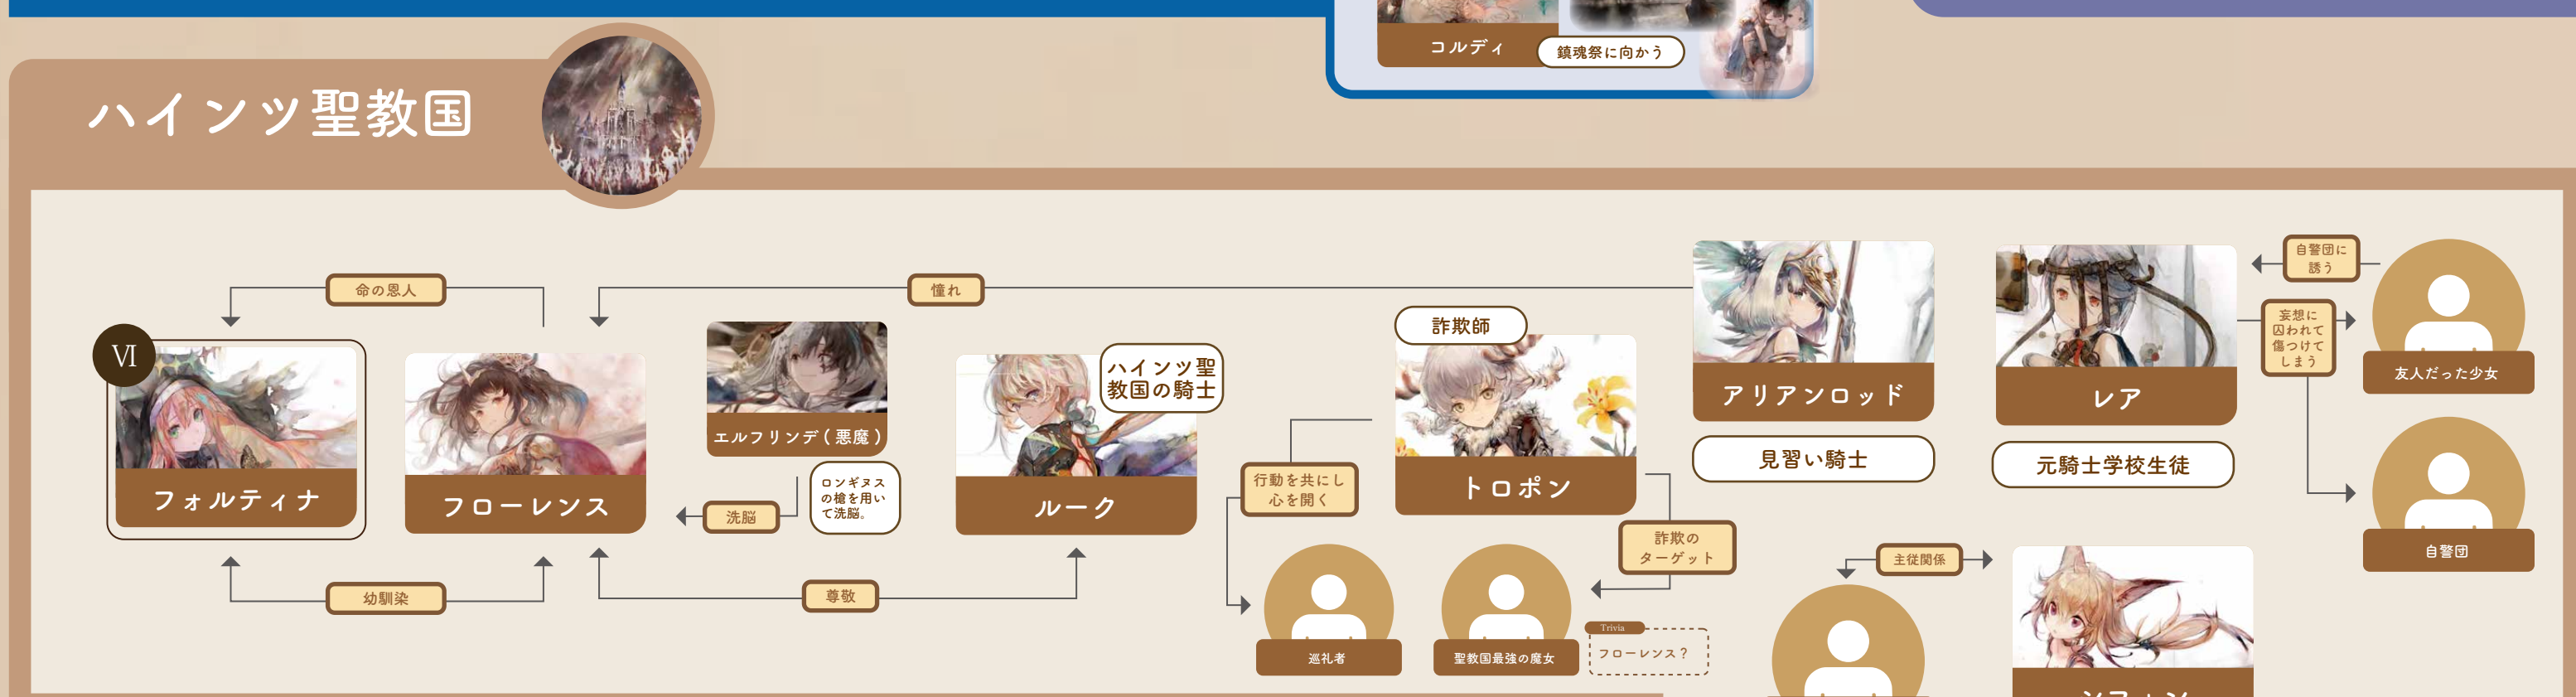 コルディ
鎮魂祭に向かう
ハインツ聖教国
命の恩人
憧れ
VI
フォルティナ
フローレンス
エルフリンデ(悪魔)
ロンギヌス
の槍を用い
て洗脳。
洗脳
ハインツ聖
教国の騎士
ルーク
幼馴染
尊敬
詐欺師
トロポン
行動を共にし
心を開く
詐欺の
ターゲット
巡礼者
聖教国最強の魔女
Trivia
フローレンス?
アリアンロッド
見習い騎士
レア
元騎士学校生徒
自警団に
誘う
妄想に
囚われて
傷つけて
しまう
友人だった少女
自警団
主従関係